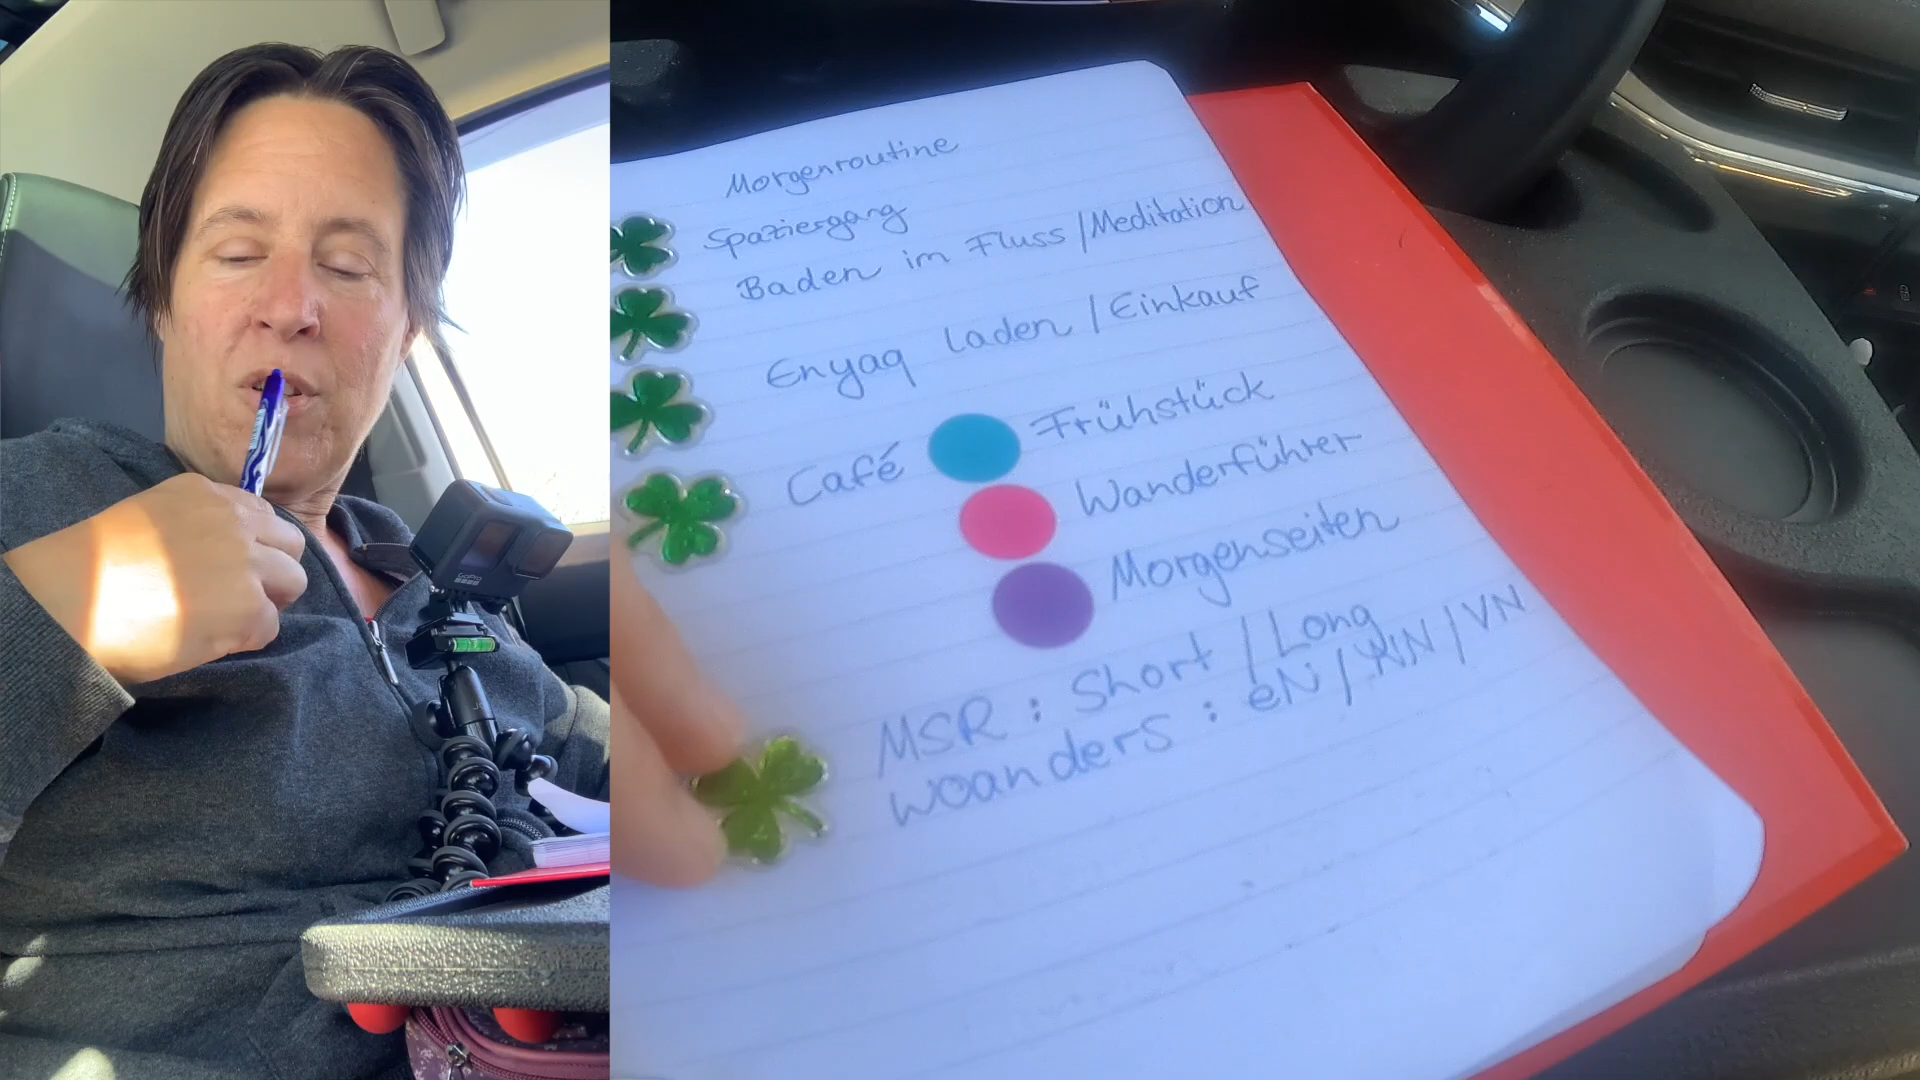 Morgenroutine
Spaziergang
Baden im Fluss / Meditation
Enyaq laden / Einkauf
Café Frühstück
Wanderführer
Morgenseiten
MSR : Short / Long
woanders : eN / / VN
GoPro